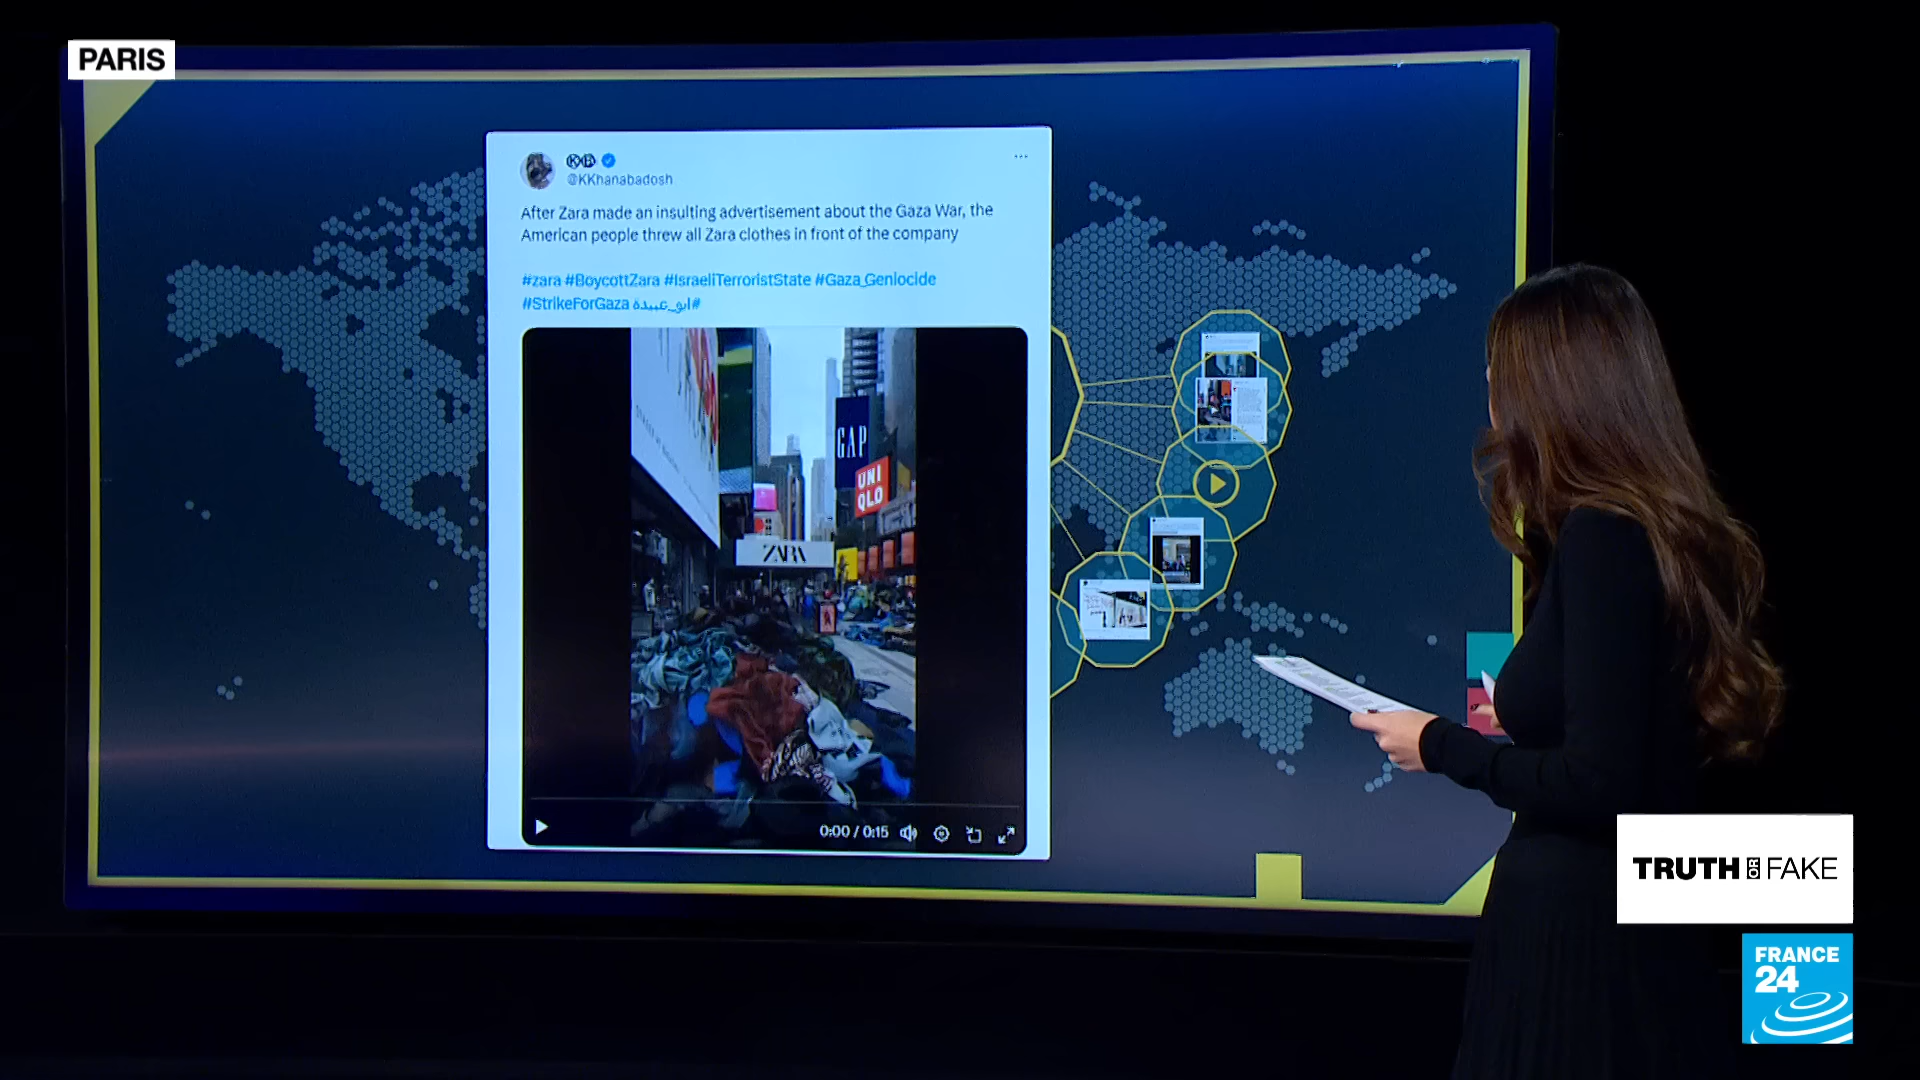 PARIS
KB
@KKhanabadosh
After Zara made an insulting advertisement about the Gaza War, the
American people threw all Zara clothes in front of the company
#zara #BoycottZara #IsraeliTerroristState #Gaza_Geniocide
#StrikeForGaza #ابو_عبيدة
GAP
UNI
QLO
ZARA
0:00 / 0:15
TRUTH OR FAKE
FRANCE
24